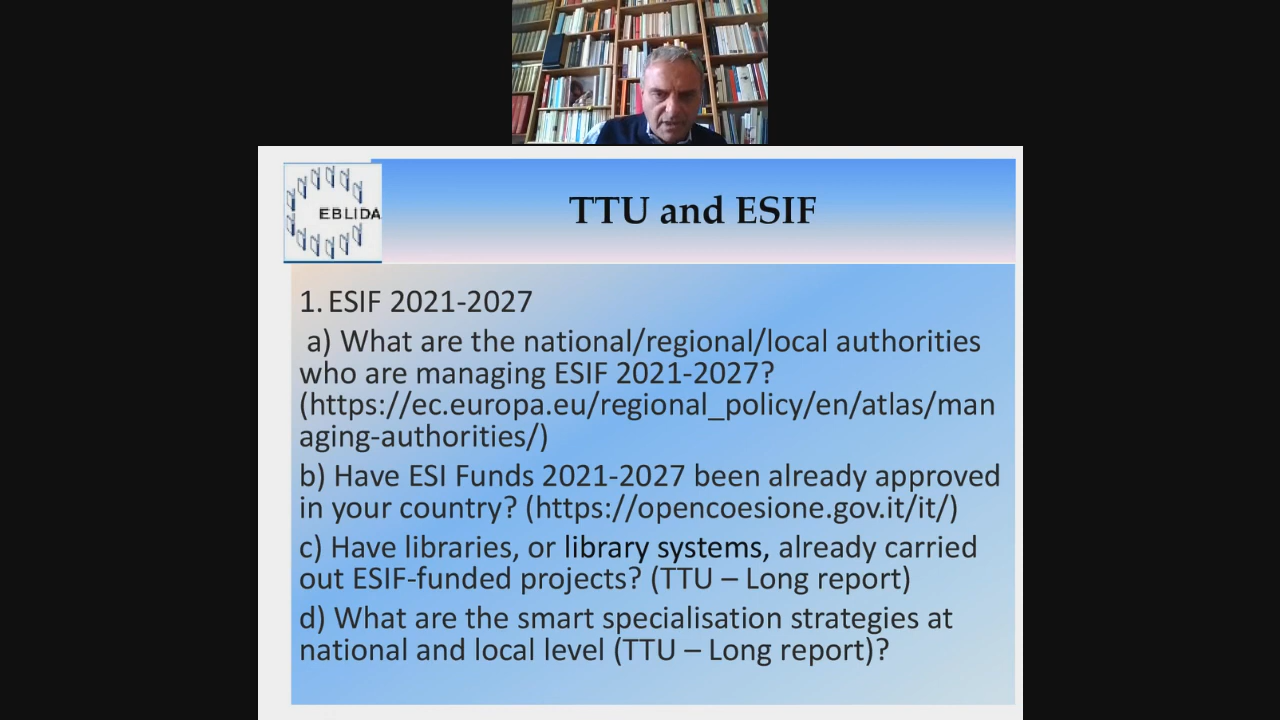 EBLIDA
TTU and ESIF
1. ESIF 2021-2027
a) What are the national/regional/local authorities
who are managing ESIF 2021-2027?
(https://ec.europa.eu/regional_policy/en/atlas/man
aging-authorities/)
b) Have ESI Funds 2021-2027 been already approved
in your country? (https://opencoesione.gov.it/it/)
c) Have libraries, or library systems, already carried
out ESIF-funded projects? (TTU – Long report)
d) What are the smart specialisation strategies at
national and local level (TTU – Long report)?